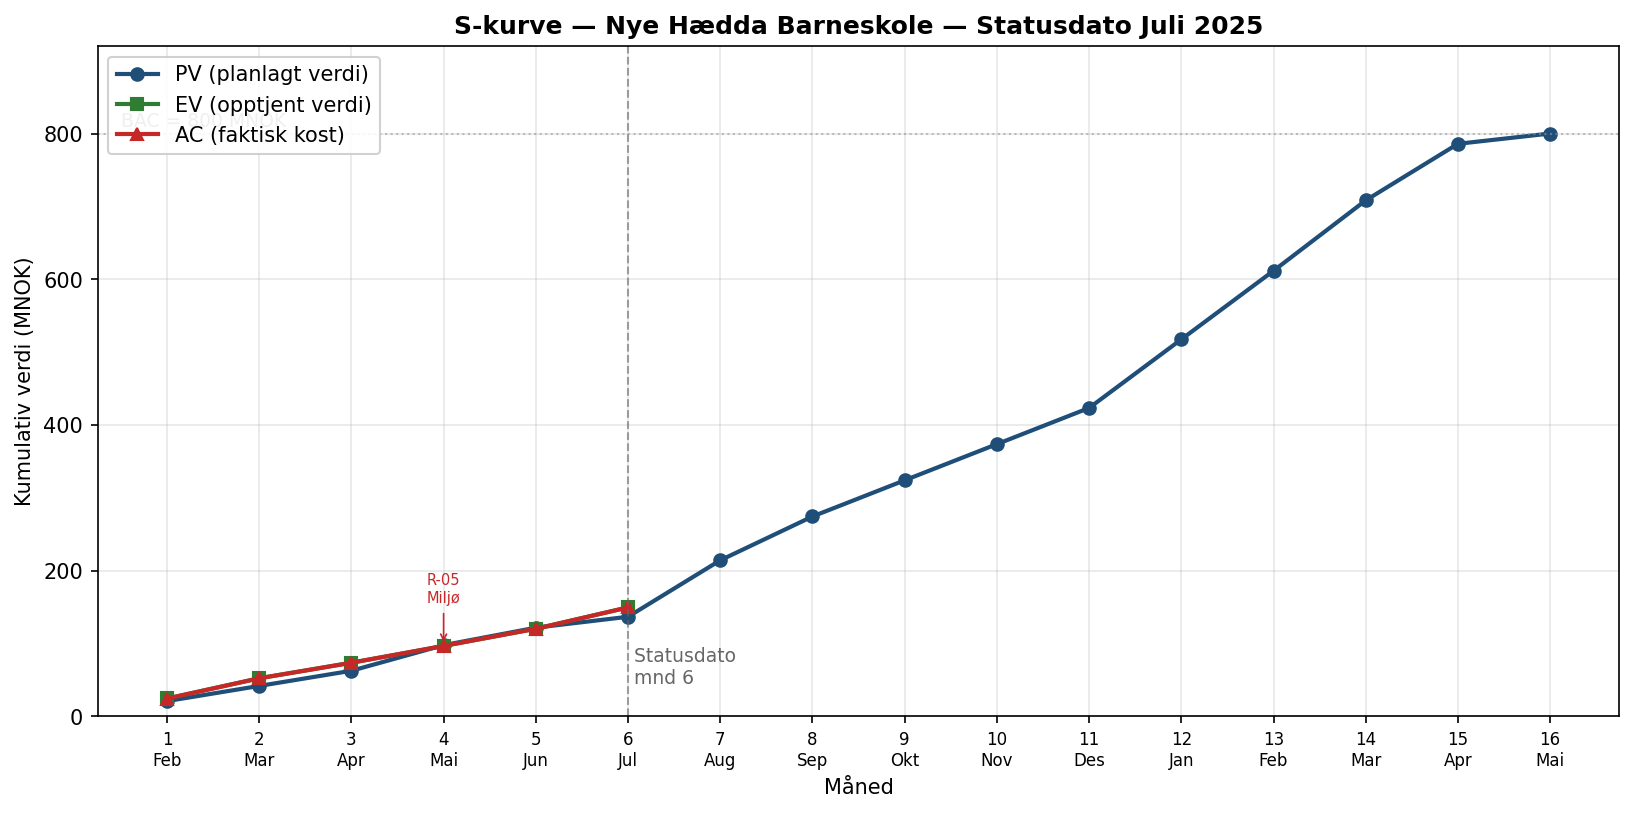 S-kurve — Nye Hædda Barneskole — Statusdato Juli 2025
PV (planlagt verdi)
EV (opptjent verdi)
AC (faktisk kost)
BAC = 800 MNOK
Kumulativ verdi (MNOK)
800
600
400
200
0
R-05
Miljø
Statusdato
mnd 6
1 2 3 4 5 6 7 8 9 10 11 12 13 14 15 16
Feb Mar Apr Mai Jun Jul Aug Sep Okt Nov Des Jan Feb Mar Apr Mai
Måned